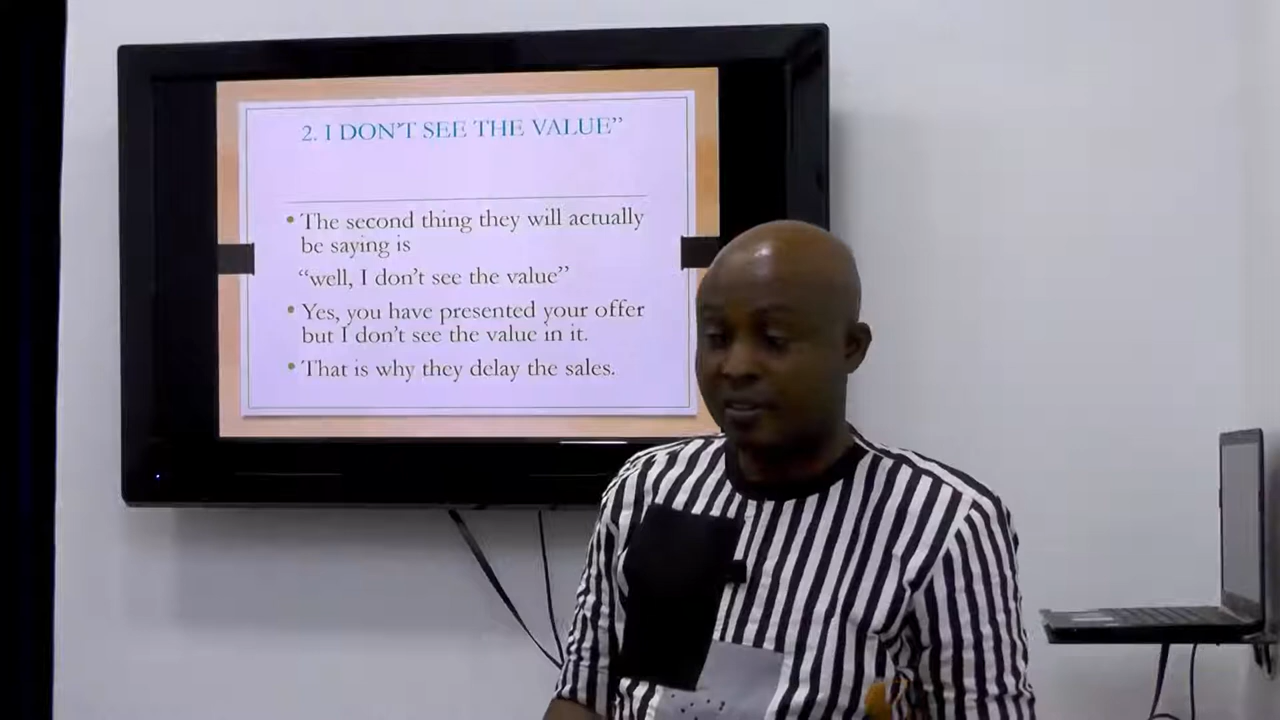 2. I DON'T SEE THE VALUE”
• The second thing they will actually
be saying is
“well, I don't see the value”
• Yes, you have presented your offer
but I don't see the value in it.
• That is why they delay the sales.